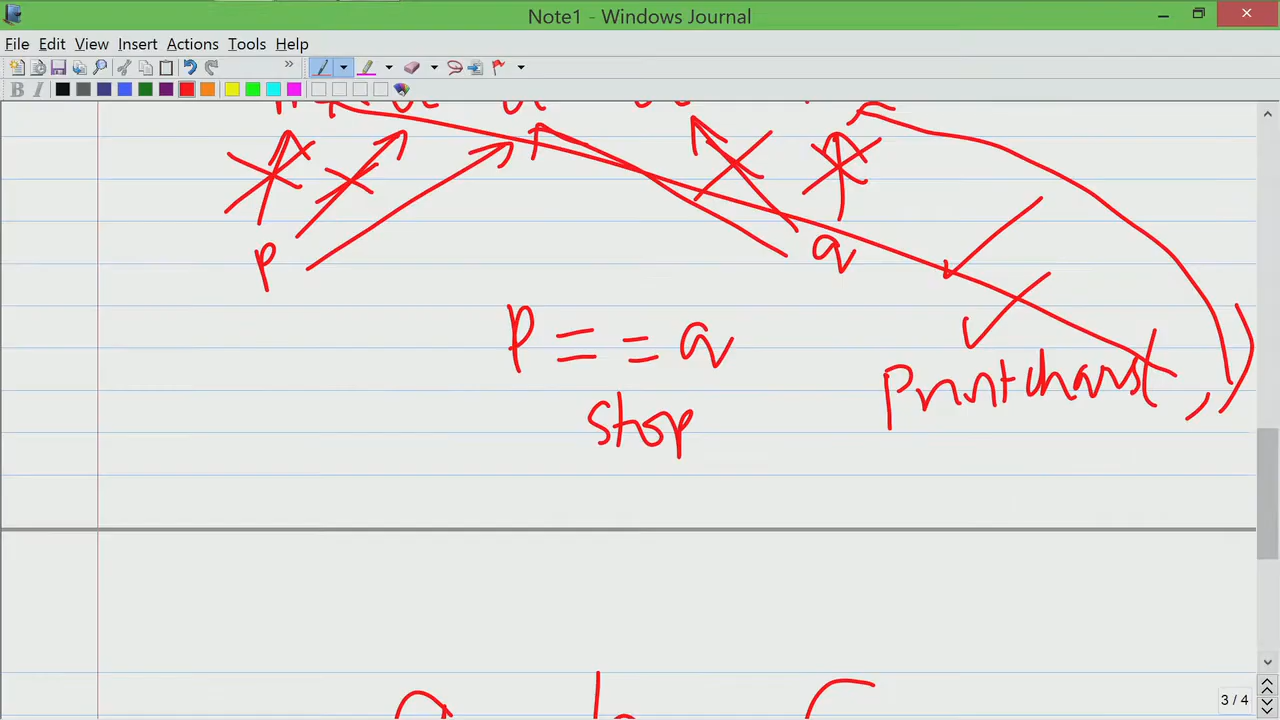 Note1 - Windows Journal
File Edit View Insert Actions Tools Help
B I
P
q
P == q
Stop
Printchars( , )
3 / 4